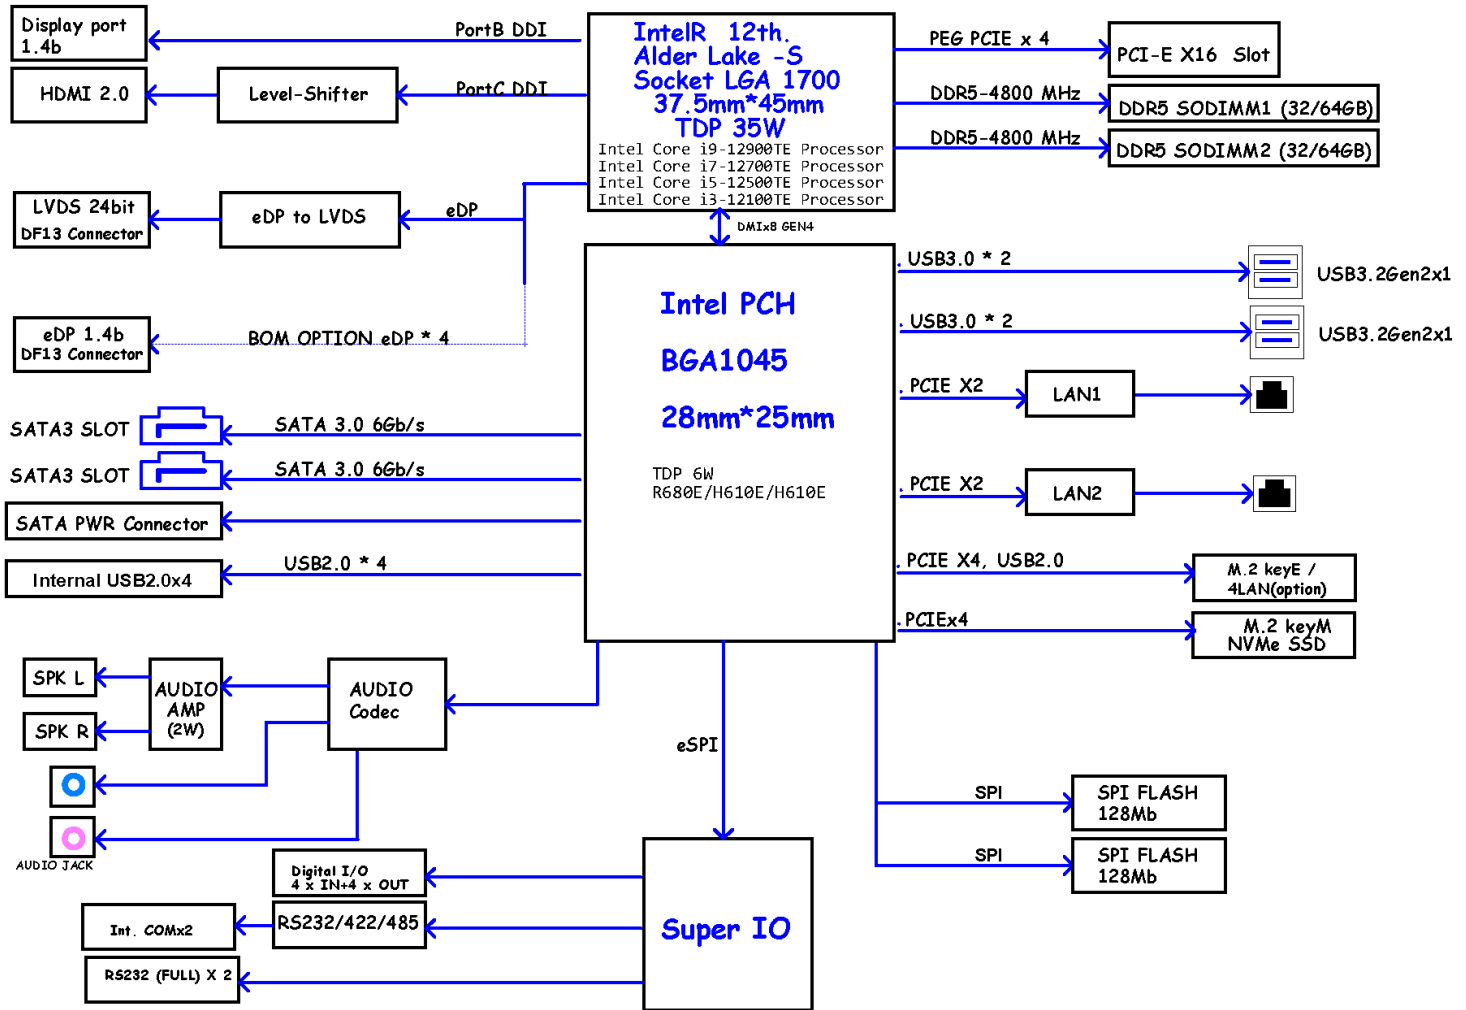 Display port
1.4b
PortB DDI
HDMI 2.0
Level-Shifter
PortC DDI
IntelR 12th.
Alder Lake -S
Socket LGA 1700
37.5mm*45mm
TDP 35W
Intel Core i9-12900TE Processor
Intel Core i7-12700TE Processor
Intel Core i5-12500TE Processor
Intel Core i3-12100TE Processor
PEG PCIE x 4
PCI-E X16 Slot
DDR5-4800 MHz
DDR5 SODIMM1 (32/64GB)
DDR5-4800 MHz
DDR5 SODIMM2 (32/64GB)
LVDS 24bit
DF13 Connector
eDP to LVDS
eDP
DMIx8 GEN4
eDP 1.4b
DF13 Connector
BOM OPTION eDP * 4
Intel PCH
BGA1045
28mm*25mm
TDP 6W
R680E/H610E/H610E
USB3.0 * 2
USB3.2Gen2x1
USB3.0 * 2
USB3.2Gen2x1
PCIE X2
LAN1
PCIE X2
LAN2
PCIE X4, USB2.0
M.2 keyE /
4LAN(option)
PCIEx4
M.2 keyM
NVMe SSD
SATA3 SLOT
SATA 3.0 6Gb/s
SATA3 SLOT
SATA 3.0 6Gb/s
SATA PWR Connector
Internal USB2.0x4
USB2.0 * 4
SPK L
SPK R
AUDIO
AMP
(2W)
AUDIO
Codec
AUDIO JACK
eSPI
SPI
SPI FLASH
128Mb
SPI
SPI FLASH
128Mb
Digital I/O
4 x IN+4 x OUT
Int. COMx2
RS232/422/485
RS232 (FULL) X 2
Super IO